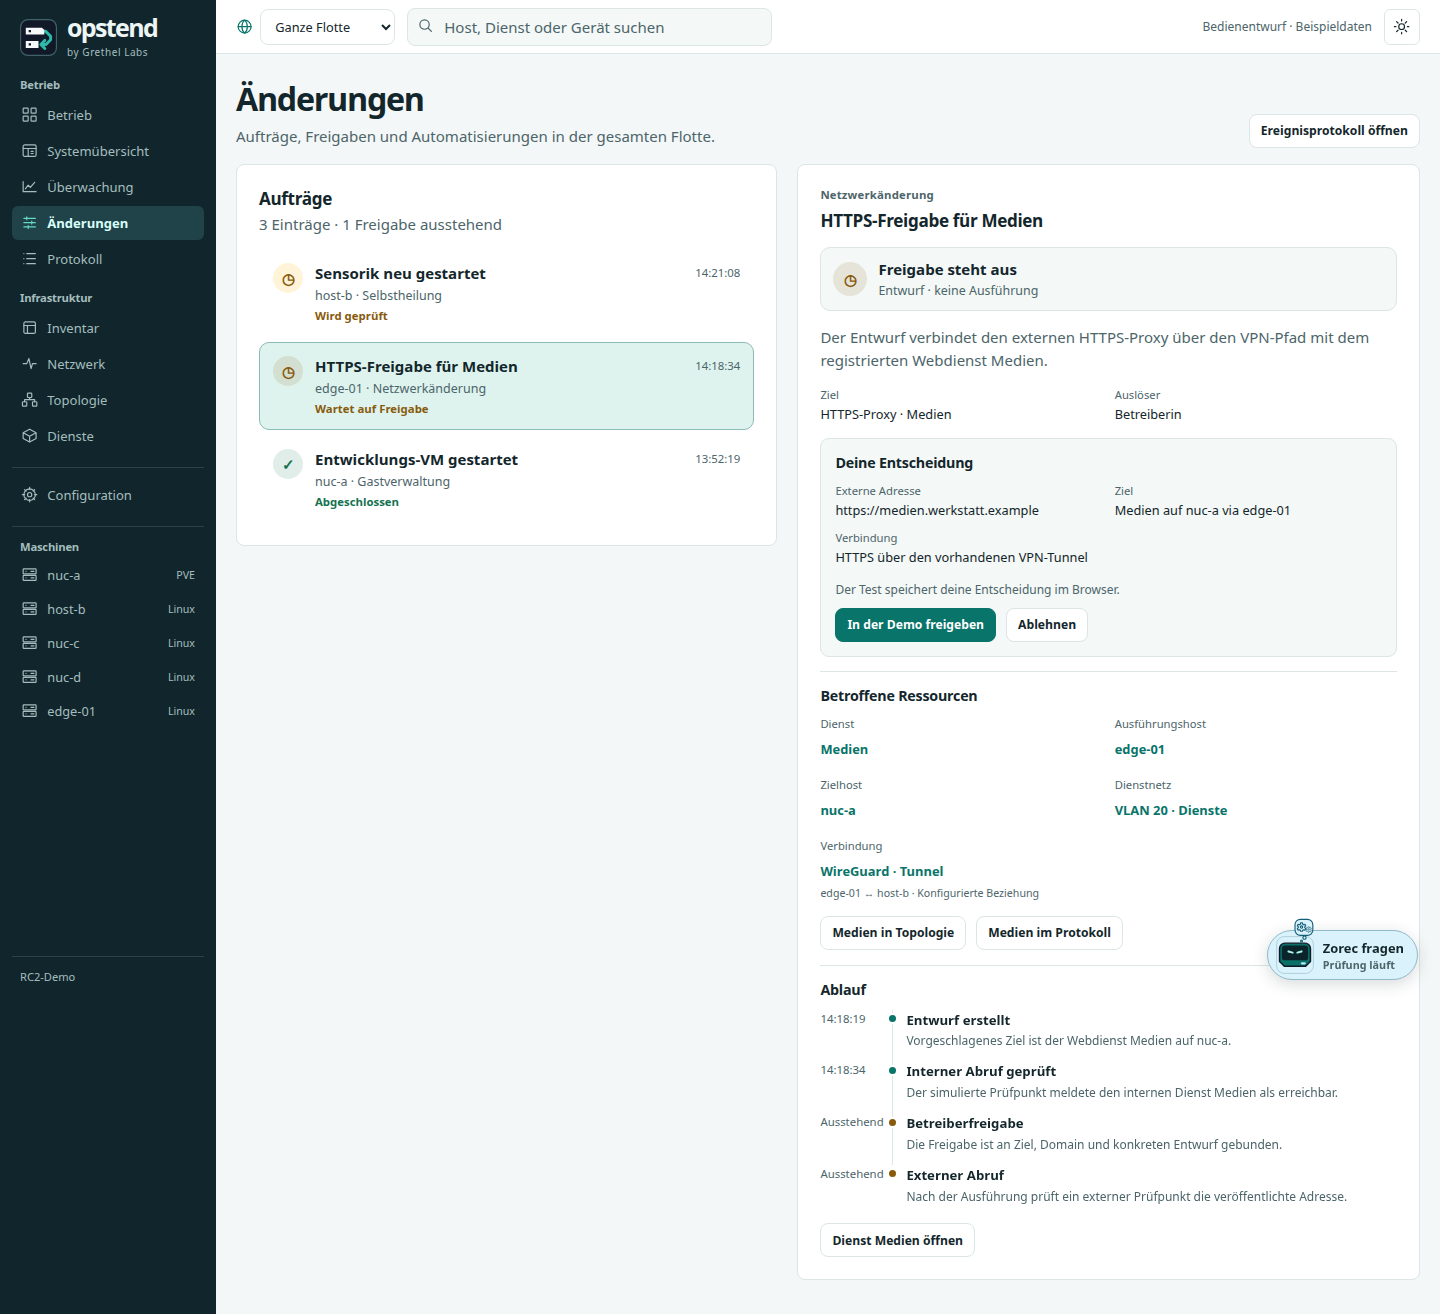 opstend
by Grethel Labs
Betrieb
Betrieb
Systemübersicht
Überwachung
Änderungen
Protokoll
Infrastruktur
Inventar
Netzwerk
Topologie
Dienste
Configuration
Maschinen
nuc-a PVE
host-b Linux
nuc-c Linux
nuc-d Linux
edge-01 Linux
RC2-Demo
Ganze Flotte
Host, Dienst oder Gerät suchen
Bedienentwurf · Beispieldaten
Änderungen
Aufträge, Freigaben und Automatisierungen in der gesamten Flotte.
Ereignisprotokoll öffnen
Aufträge
3 Einträge · 1 Freigabe ausstehend
Sensorik neu gestartet 14:21:08
host-b · Selbstheilung
Wird geprüft
HTTPS-Freigabe für Medien 14:18:34
edge-01 · Netzwerkänderung
Wartet auf Freigabe
Entwicklungs-VM gestartet 13:52:19
nuc-a · Gastverwaltung
Abgeschlossen
Netzwerkänderung
HTTPS-Freigabe für Medien
Freigabe steht aus
Entwurf · keine Ausführung
Der Entwurf verbindet den externen HTTPS-Proxy über den VPN-Pfad mit dem
registrierten Webdienst Medien.
Ziel Auslöser
HTTPS-Proxy · Medien Betreiberin
Deine Entscheidung
Externe Adresse Ziel
https://medien.werkstatt.example Medien auf nuc-a via edge-01
Verbindung
HTTPS über den vorhandenen VPN-Tunnel
Der Test speichert deine Entscheidung im Browser.
In der Demo freigeben Ablehnen
Betroffene Ressourcen
Dienst Ausführungshost
Medien edge-01
Zielhost Dienstnetz
nuc-a VLAN 20 · Dienste
Verbindung
WireGuard · Tunnel
edge-01 ↔ host-b · Konfigurierte Beziehung
Medien in Topologie Medien im Protokoll
Zorec fragen
Prüfung läuft
Ablauf
14:18:19 Entwurf erstellt
Vorgeschlagenes Ziel ist der Webdienst Medien auf nuc-a.
14:18:34 Interner Abruf geprüft
Der simulierte Prüfpunkt meldete den internen Dienst Medien als erreichbar.
Ausstehend Betreiberfreigabe
Die Freigabe ist an Ziel, Domain und konkreten Entwurf gebunden.
Ausstehend Externer Abruf
Nach der Ausführung prüft ein externer Prüfpunkt die veröffentlichte Adresse.
Dienst Medien öffnen